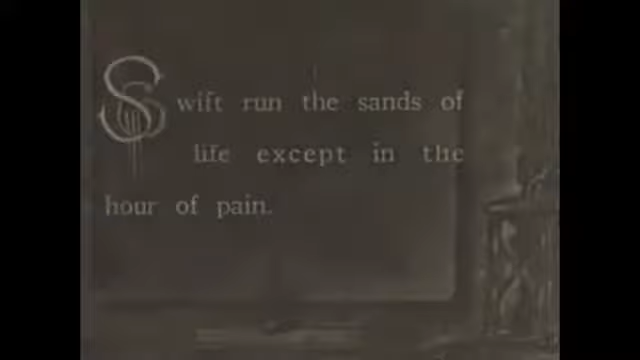 Swift run the sands of
life except in the
hour of pain.